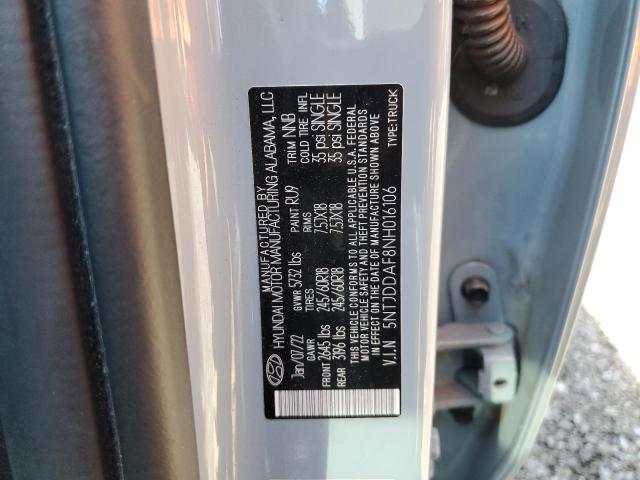 MANUFACTURED BY
HYUNDAI MOTOR MANUFACTURING ALABAMA, LLC
Jan/07/22 GVWR 5732 lbs PAINT RU9 TRIM NNB
GAWR TIRES RIMS COLD TIRE INFL
FRONT 2645 lbs 245/60R18 7.5JX18 35 psi SINGLE
REAR 3196 lbs 245/60R18 7.5JX18 35 psi SINGLE
THIS VEHICLE CONFORMS TO ALL APPLICABLE U.S.A. FEDERAL
MOTOR VEHICLE SAFETY AND THEFT PREVENTION STANDARDS
IN EFFECT ON THE DATE OF MANUFACTURE SHOWN ABOVE
V.I.N 5NTJDDAF8NH016106 TYPE:TRUCK